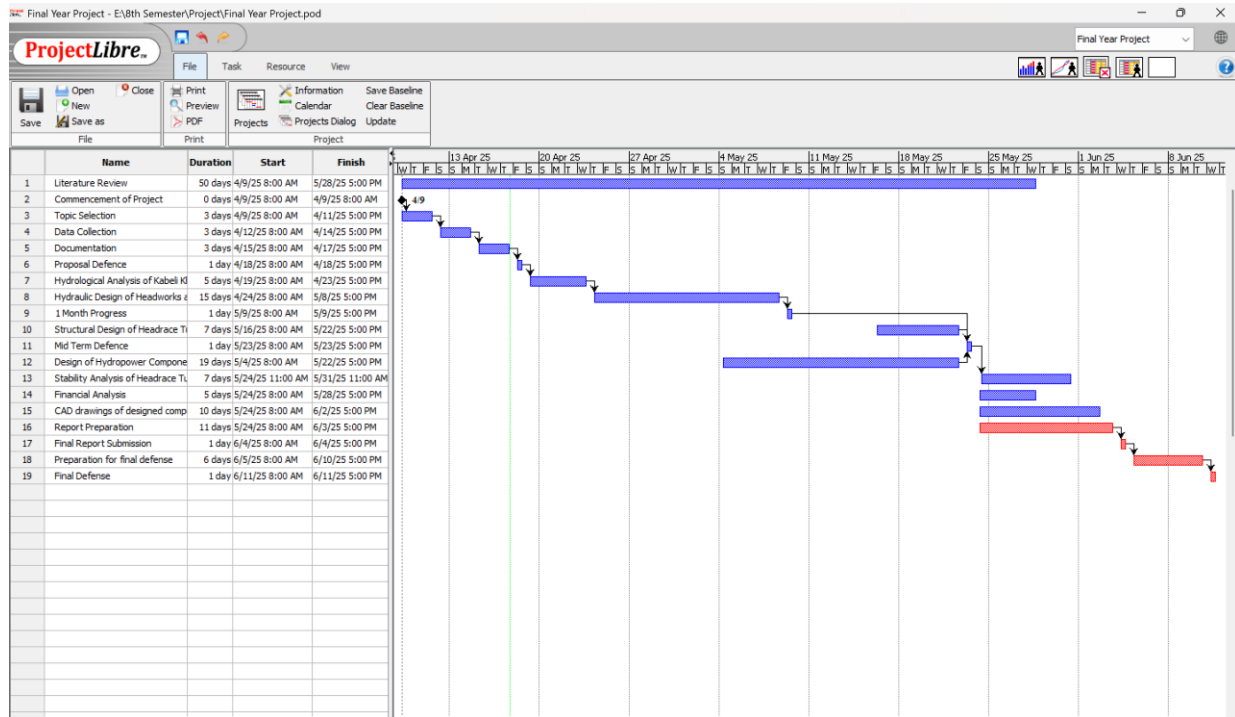 Final Year Project - E:\8th Semester\Project\Final Year Project.pod
ProjectLibre
Final Year Project
File Task Resource View
Save Open New Save as Close
File
Print Preview PDF
Print
Projects Information Calendar Projects Dialog Save Baseline Clear Baseline Update
Project
Name Duration Start Finish
13 Apr 25 20 Apr 25 27 Apr 25 4 May 25 11 May 25 18 May 25 25 May 25 1 Jun 25 8 Jun 25
W T F S S M T W T F S S M T W T F S S M T W T F S S M T W T F S S M T W T F S S M T W T F S S M T W T F S S M T W T F S S M T W T
1 Literature Review 50 days 4/9/25 8:00 AM 5/28/25 5:00 PM
2 Commencement of Project 0 days 4/9/25 8:00 AM 4/9/25 8:00 AM 4/9
3 Topic Selection 3 days 4/9/25 8:00 AM 4/11/25 5:00 PM
4 Data Collection 3 days 4/12/25 8:00 AM 4/14/25 5:00 PM
5 Documentation 3 days 4/15/25 8:00 AM 4/17/25 5:00 PM
6 Proposal Defence 1 day 4/18/25 8:00 AM 4/18/25 5:00 PM
7 Hydrological Analysis of Kabeli Kl 5 days 4/19/25 8:00 AM 4/23/25 5:00 PM
8 Hydraulic Design of Headworks a 15 days 4/24/25 8:00 AM 5/8/25 5:00 PM
9 1 Month Progress 1 day 5/9/25 8:00 AM 5/9/25 5:00 PM
10 Structural Design of Headrace T 7 days 5/16/25 8:00 AM 5/22/25 5:00 PM
11 Mid Term Defence 1 day 5/23/25 8:00 AM 5/23/25 5:00 PM
12 Design of Hydropower Compone 19 days 5/4/25 8:00 AM 5/22/25 5:00 PM
13 Stability Analysis of Headrace Tu 7 days 5/24/25 11:00 AM 5/31/25 11:00 AM
14 Financial Analysis 5 days 5/24/25 8:00 AM 5/28/25 5:00 PM
15 CAD drawings of designed comp 10 days 5/24/25 8:00 AM 6/2/25 5:00 PM
16 Report Preparation 11 days 5/24/25 8:00 AM 6/3/25 5:00 PM
17 Final Report Submission 1 day 6/4/25 8:00 AM 6/4/25 5:00 PM
18 Preparation for final defense 6 days 6/5/25 8:00 AM 6/10/25 5:00 PM
19 Final Defense 1 day 6/11/25 8:00 AM 6/11/25 5:00 PM